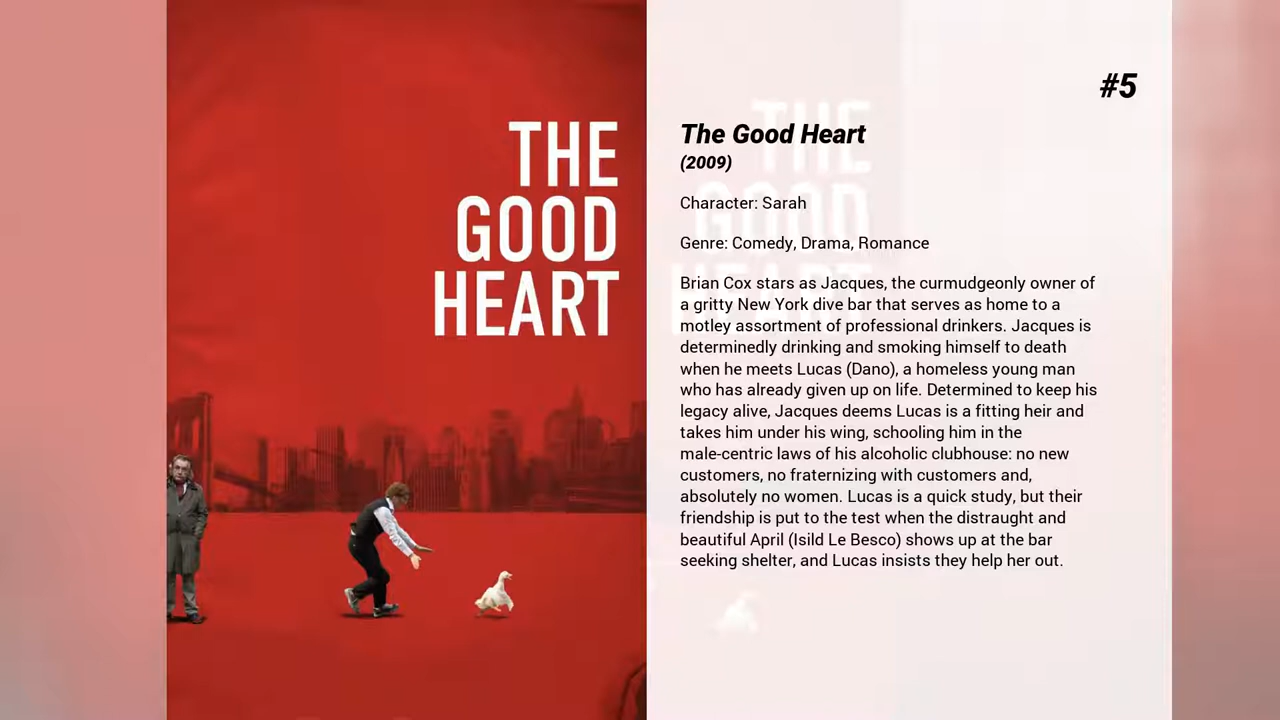 THE
GOOD
HEART
#5
The Good Heart
(2009)
Character: Sarah
Genre: Comedy, Drama, Romance
Brian Cox stars as Jacques, the curmudgeonly owner of
a gritty New York dive bar that serves as home to a
motley assortment of professional drinkers. Jacques is
determinedly drinking and smoking himself to death
when he meets Lucas (Dano), a homeless young man
who has already given up on life. Determined to keep his
legacy alive, Jacques deems Lucas is a fitting heir and
takes him under his wing, schooling him in the
male-centric laws of his alcoholic clubhouse: no new
customers, no fraternizing with customers and,
absolutely no women. Lucas is a quick study, but their
friendship is put to the test when the distraught and
beautiful April (Isild Le Besco) shows up at the bar
seeking shelter, and Lucas insists they help her out.